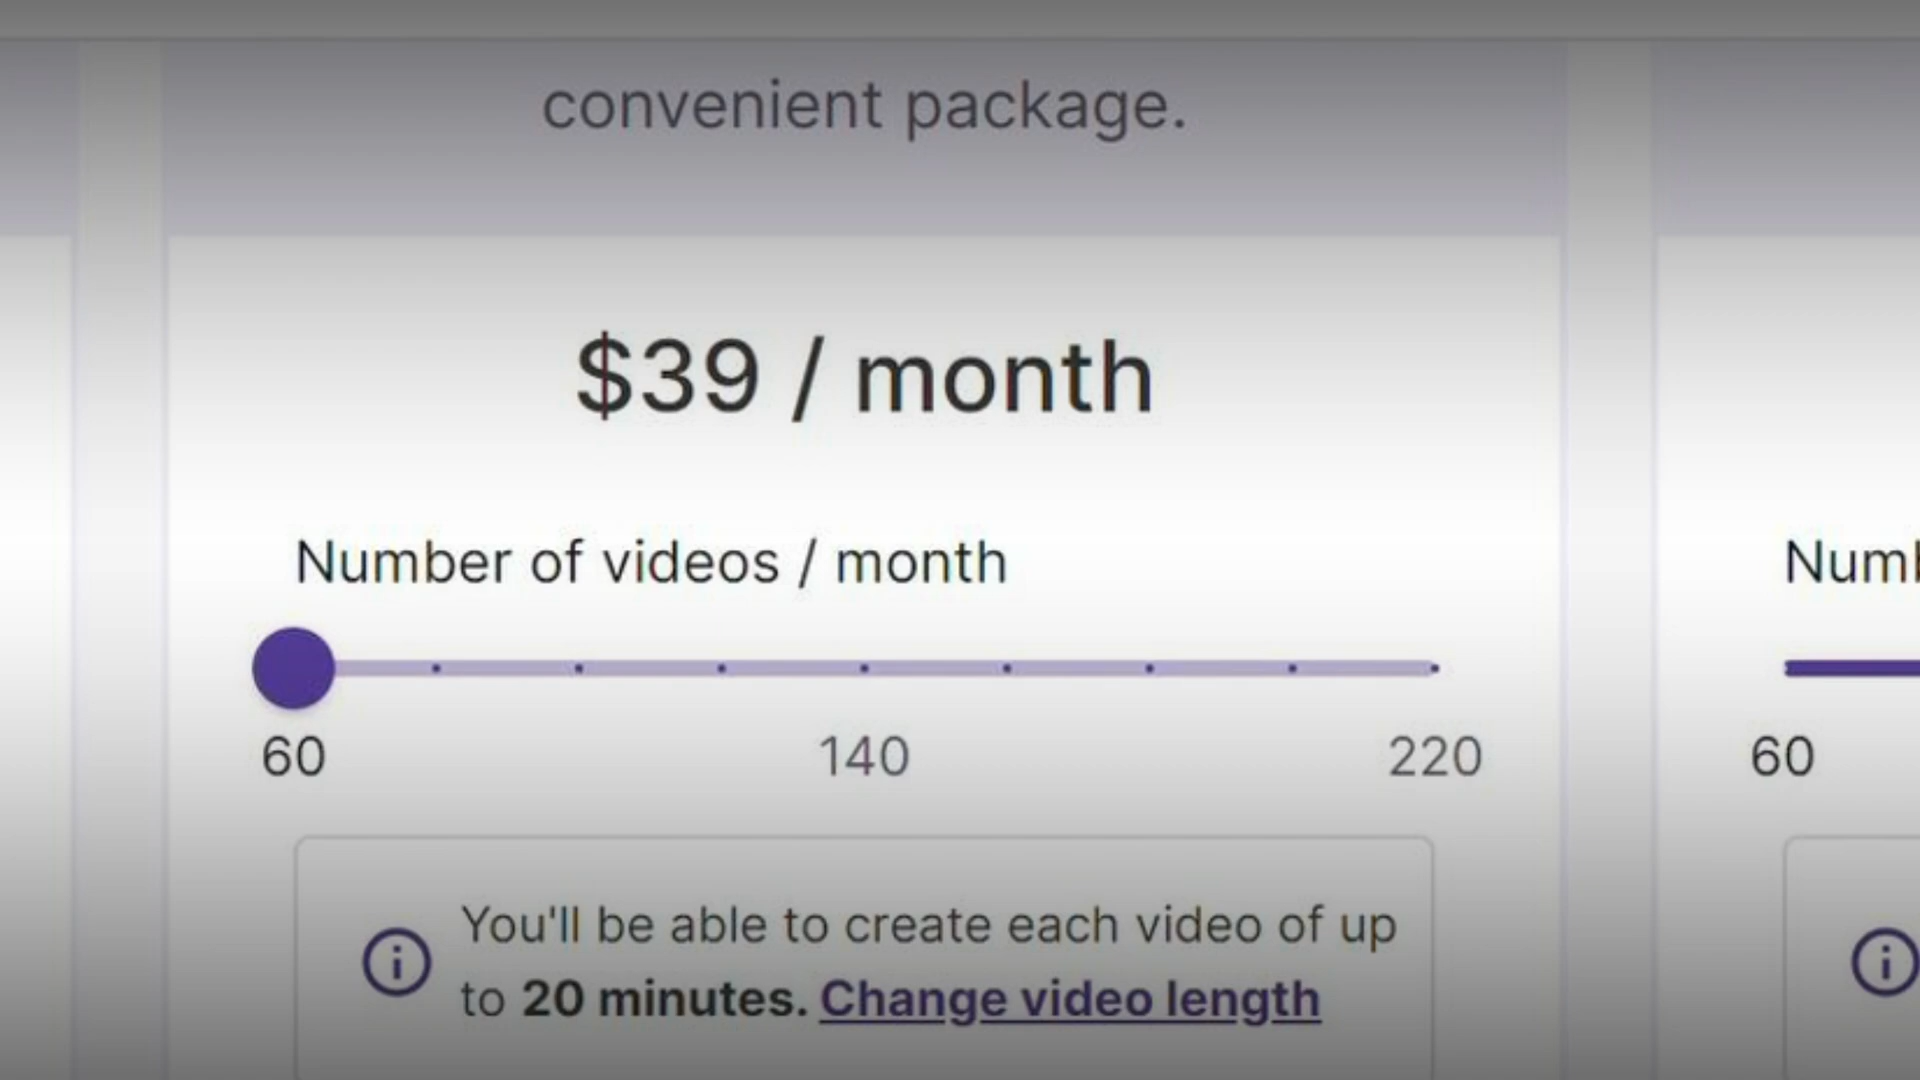 convenient package.
$39 / month
Number of videos / month
60 140 220
You'll be able to create each video of up
to 20 minutes. Change video length
60